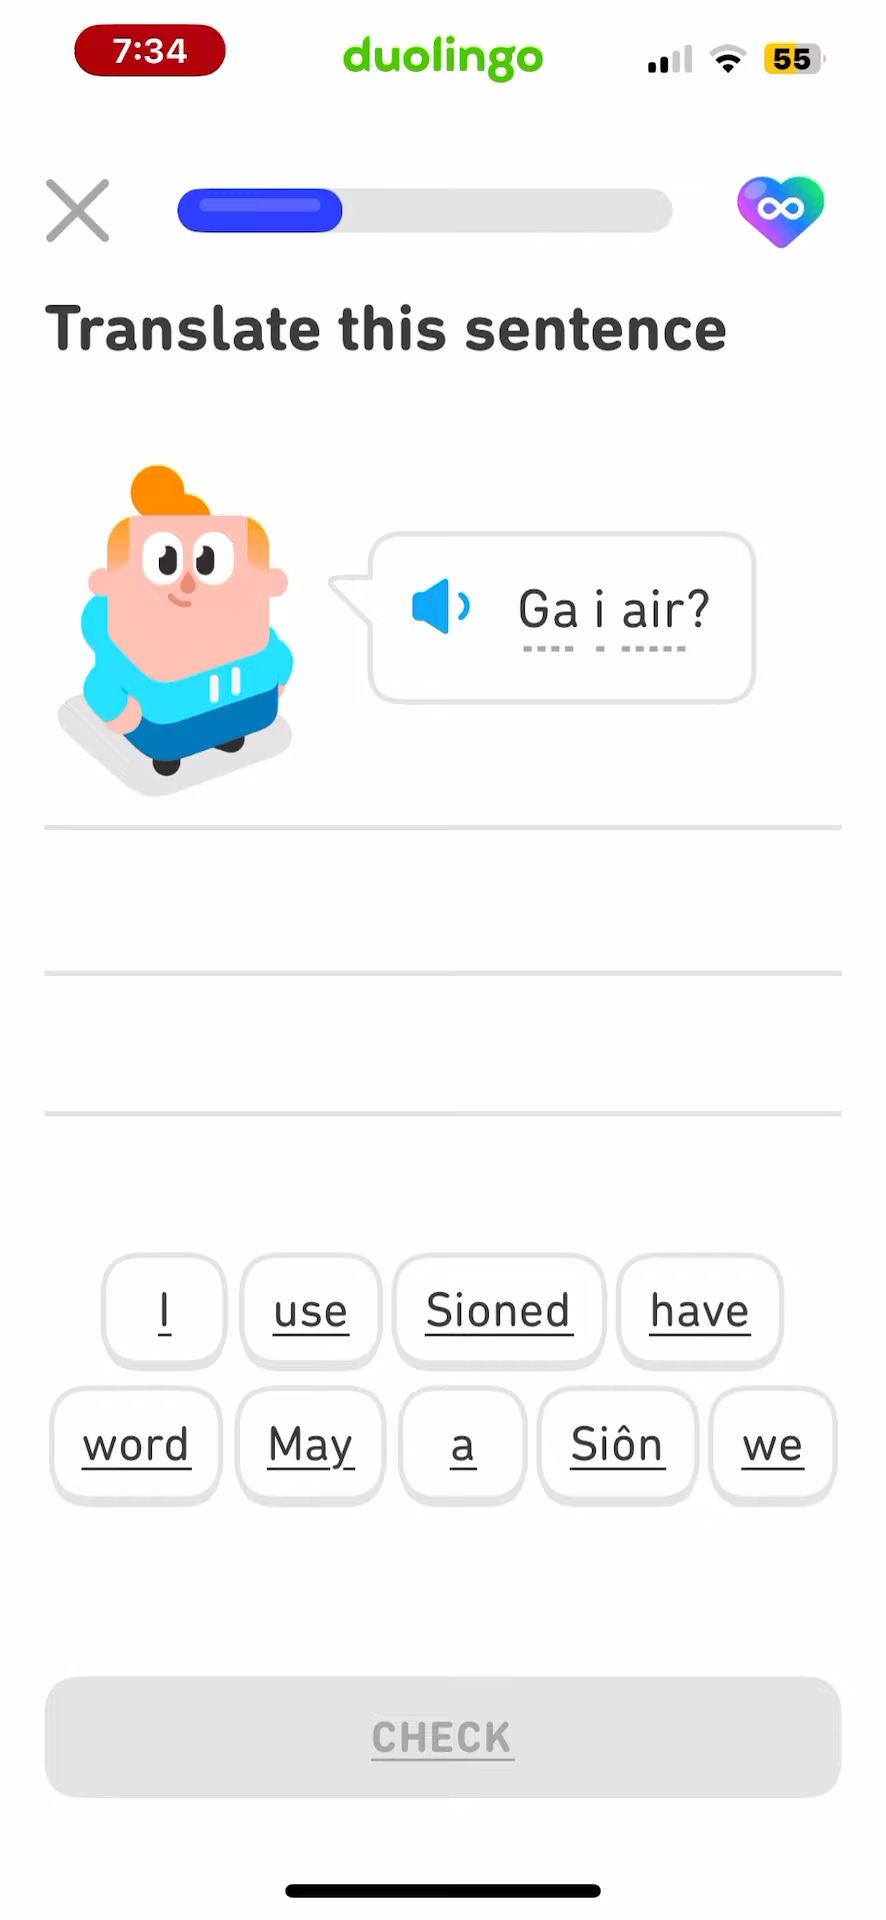 7:34
duolingo
55
Translate this sentence
Ga i air?
I use Sioned have
word May a Siôn we
CHECK